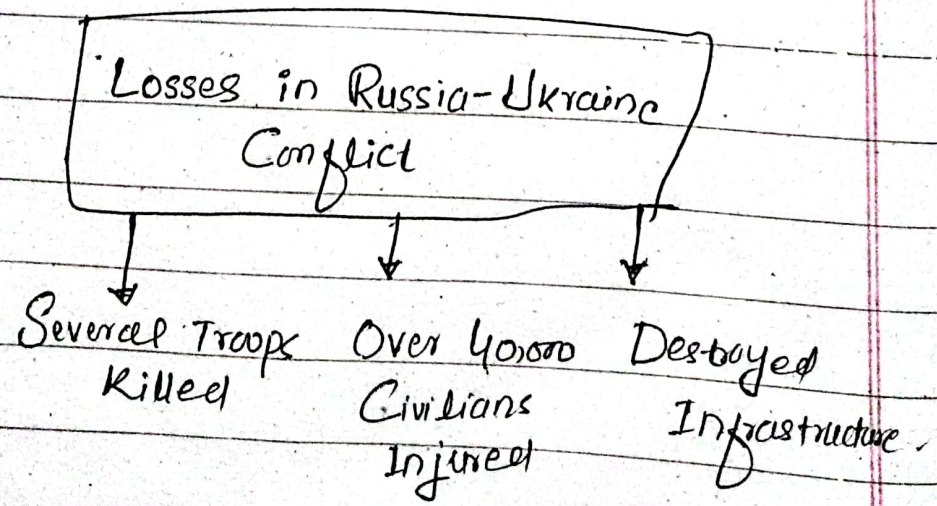 Losses in Russia-Ukraine
Conflict
Several Troops
Killed
Over 40,000
Civilians
Injured
Destroyed
Infrastructure.